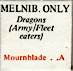 MELNIB. ONLY
Dragons
(Army/Fleet
eaters)
Mournblade . .A